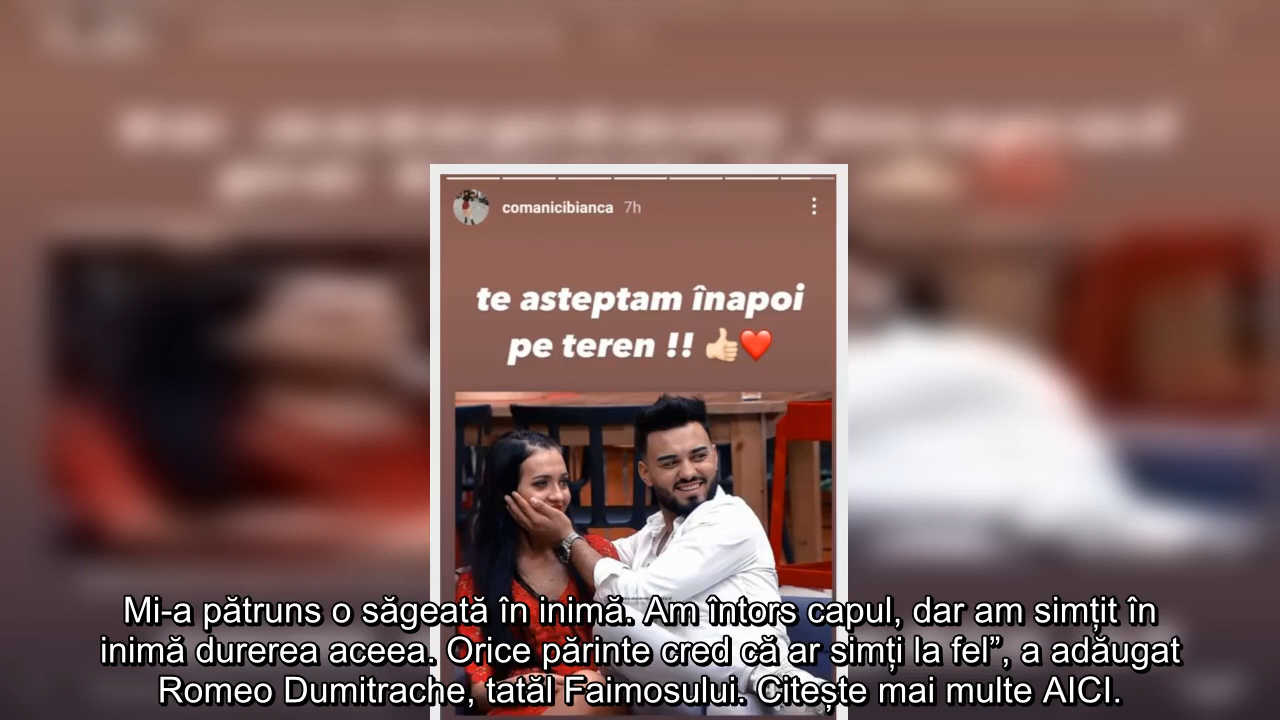 comanicibianca 7h
te asteptam înapoi
pe teren !! 👍🏻❤️
Mi-a pătruns o săgeată în inimă. Am întors capul, dar am simțit în
inimă durerea aceea. Orice părinte cred că ar simți la fel”, a adăugat
Romeo Dumitrache, tatăl Faimosului. Citește mai multe AICI.